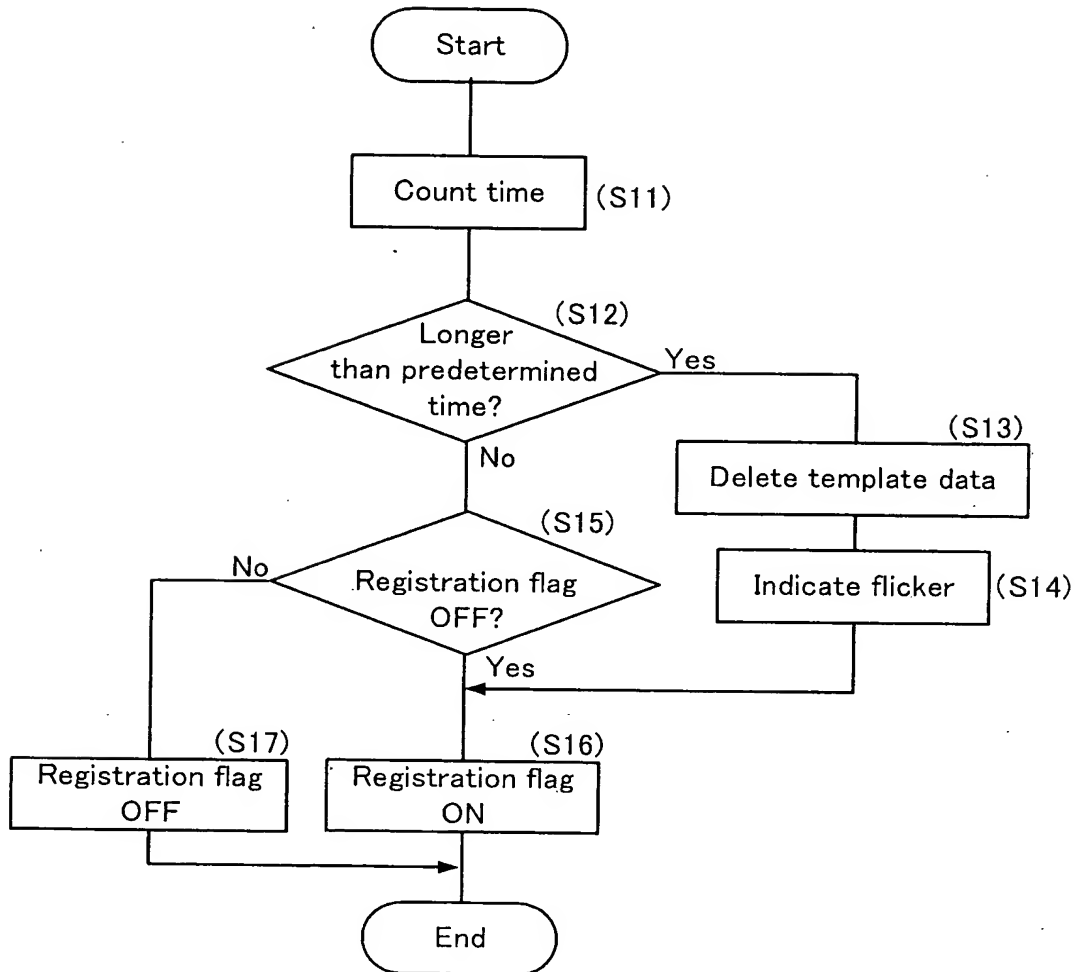 Start
Count time
(S11)
(S12)
Longer
than predetermined
time?
Yes
No
(S13)
Delete template data
Indicate flicker
(S14)
(S15)
No
Registration flag
OFF?
Yes
(S17)
Registration flag
OFF
(S16)
Registration flag
ON
End